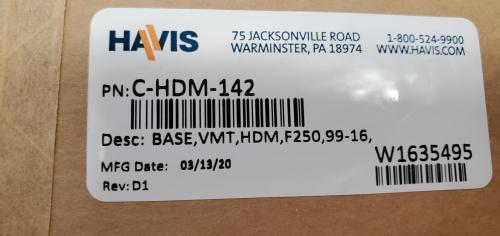 HAVIS
75 JACKSONVILLE ROAD
WARMINSTER, PA 18974
1-800-524-9900
WWW.HAVIS.COM
PN: C-HDM-142
Desc: BASE,VMT,HDM,F250,99-16,
MFG Date: 03/13/20
W1635495
Rev: D1